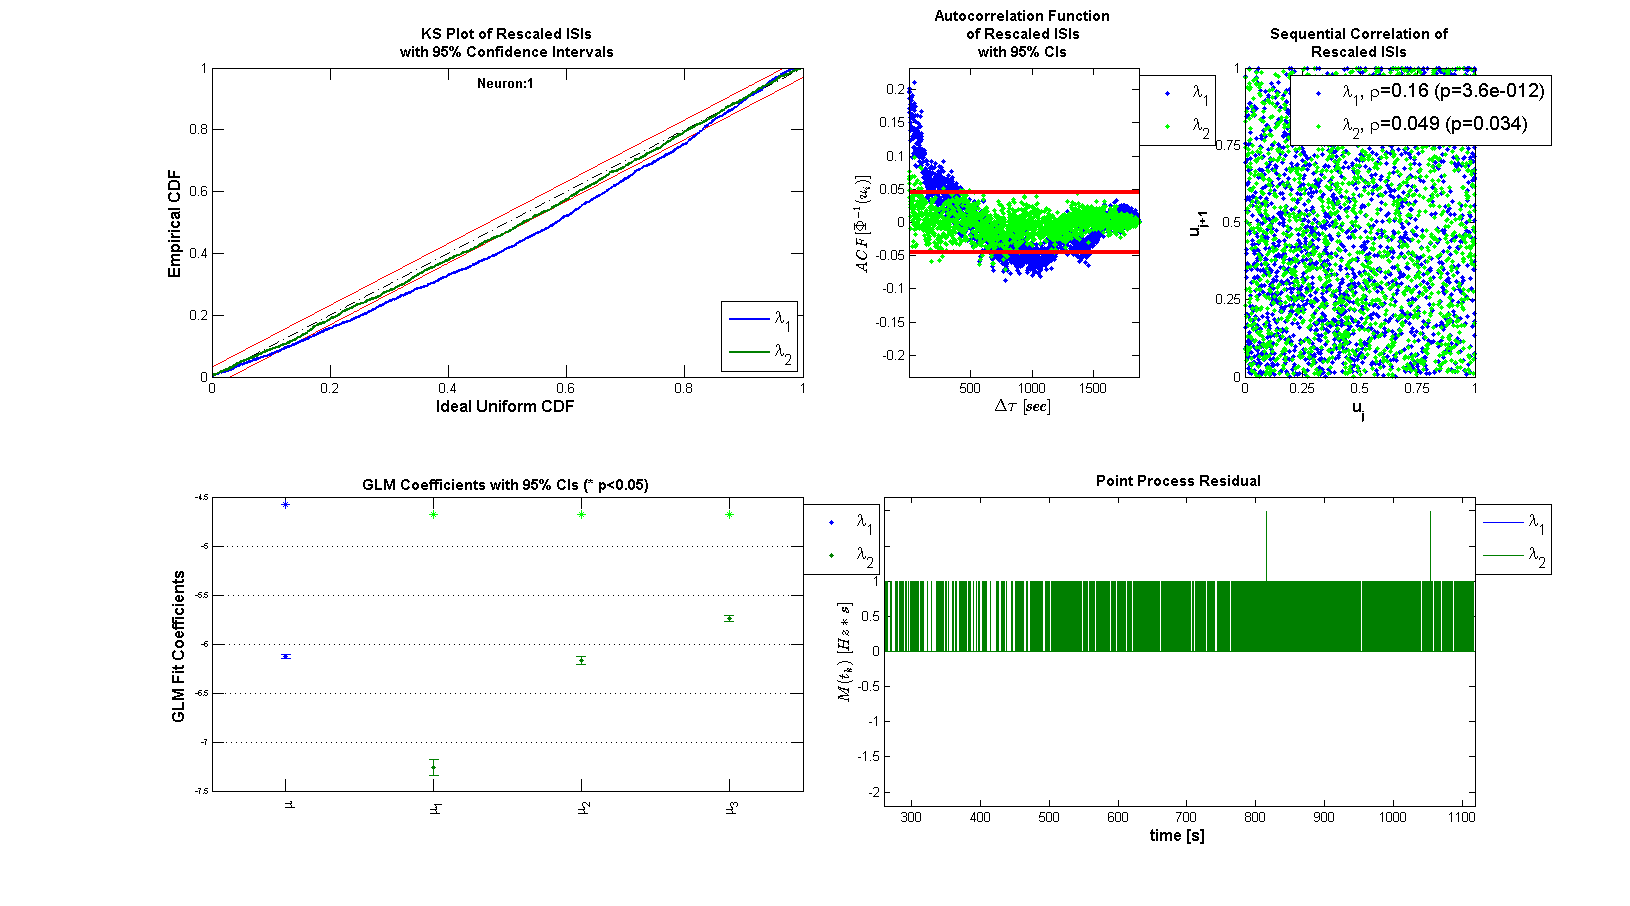 KS Plot of Rescaled ISIs
with 95% Confidence Intervals
Neuron:1
Empirical CDF
1
0.8
0.6
0.4
0.2
0
0 0.2 0.4 0.6 0.8 1
Ideal Uniform CDF
λ1
λ2
Autocorrelation Function
of Rescaled ISIs
with 95% CIs
ACF[Φ⁻¹(uᵢ)]
0.2
0.15
0.1
0.05
0
-0.05
-0.1
-0.15
-0.2
500 1000 1500
Δτ [sec]
λ1
λ2
Sequential Correlation of
Rescaled ISIs
λ1, ρ=0.16 (p=3.6e-012)
λ2, ρ=0.049 (p=0.034)
uj+1
1
0.75
0.5
0.25
0
0 0.25 0.5 0.75 1
uj
GLM Coefficients with 95% CIs (* p<0.05)
GLM Fit Coefficients
-4.5
-5
-5.5
-6
-6.5
-7
-7.5
μ μ1 μ2 μ3
λ1
λ2
Point Process Residual
M(tk) [Hz * s]
1
0.5
0
-0.5
-1
-1.5
-2
300 400 500 600 700 800 900 1000 1100
time [s]
λ1
λ2